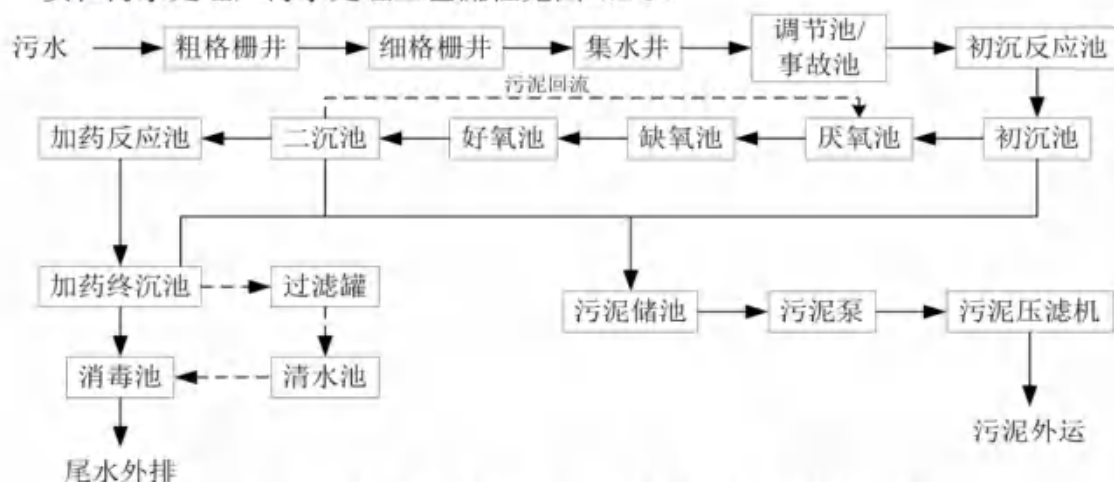 污水
粗格栅井
细格栅井
集水井
调节池/
事故池
初沉反应池
污泥回流
加药反应池
二沉池
好氧池
缺氧池
厌氧池
初沉池
加药终沉池
过滤罐
污泥储池
污泥泵
污泥压滤机
消毒池
清水池
污泥外运
尾水外排